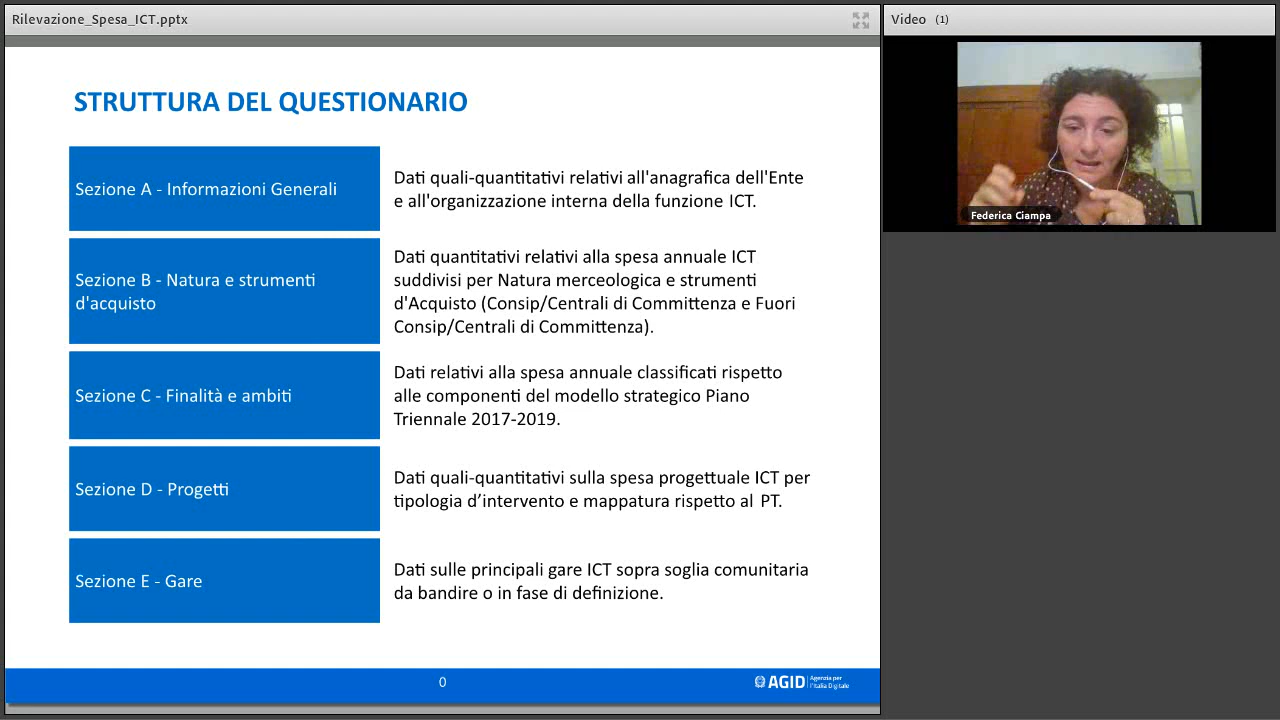 Rilevazione_Spesa_ICT.pptx
Video (1)
STRUTTURA DEL QUESTIONARIO
Sezione A - Informazioni Generali
Dati quali-quantitativi relativi all'anagrafica dell'Ente
e all'organizzazione interna della funzione ICT.
Sezione B - Natura e strumenti
d'acquisto
Dati quantitativi relativi alla spesa annuale ICT
suddivisi per Natura merceologica e strumenti
d'Acquisto (Consip/Centrali di Committenza e Fuori
Consip/Centrali di Committenza).
Sezione C - Finalità e ambiti
Dati relativi alla spesa annuale classificati rispetto
alle componenti del modello strategico Piano
Triennale 2017-2019.
Sezione D - Progetti
Dati quali-quantitativi sulla spesa progettuale ICT per
tipologia d’intervento e mappatura rispetto al PT.
Sezione E - Gare
Dati sulle principali gare ICT sopra soglia comunitaria
da bandire o in fase di definizione.
0
AGID
Agenzia per
l'Italia Digitale
Federica Ciampa